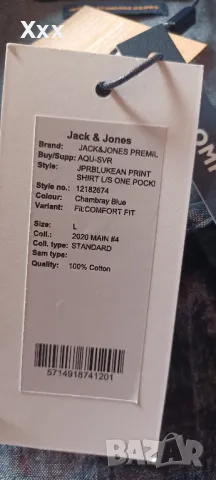 Xxx
Jack & Jones
Brand: JACK&JONES PREMIL
Buy/Supp: AQU-SVR
Style: JPRBLUKEAN PRINT
SHIRT L/S ONE POCKI
Style no.: 12182674
Colour: Chambray Blue
Variant: Fit:COMFORT FIT
Size: L
Coll.: 2020 MAIN #4
Coll. type: STANDARD
Sam type:
Quality: 100% Cotton
5714918741201
BAZAR.bg